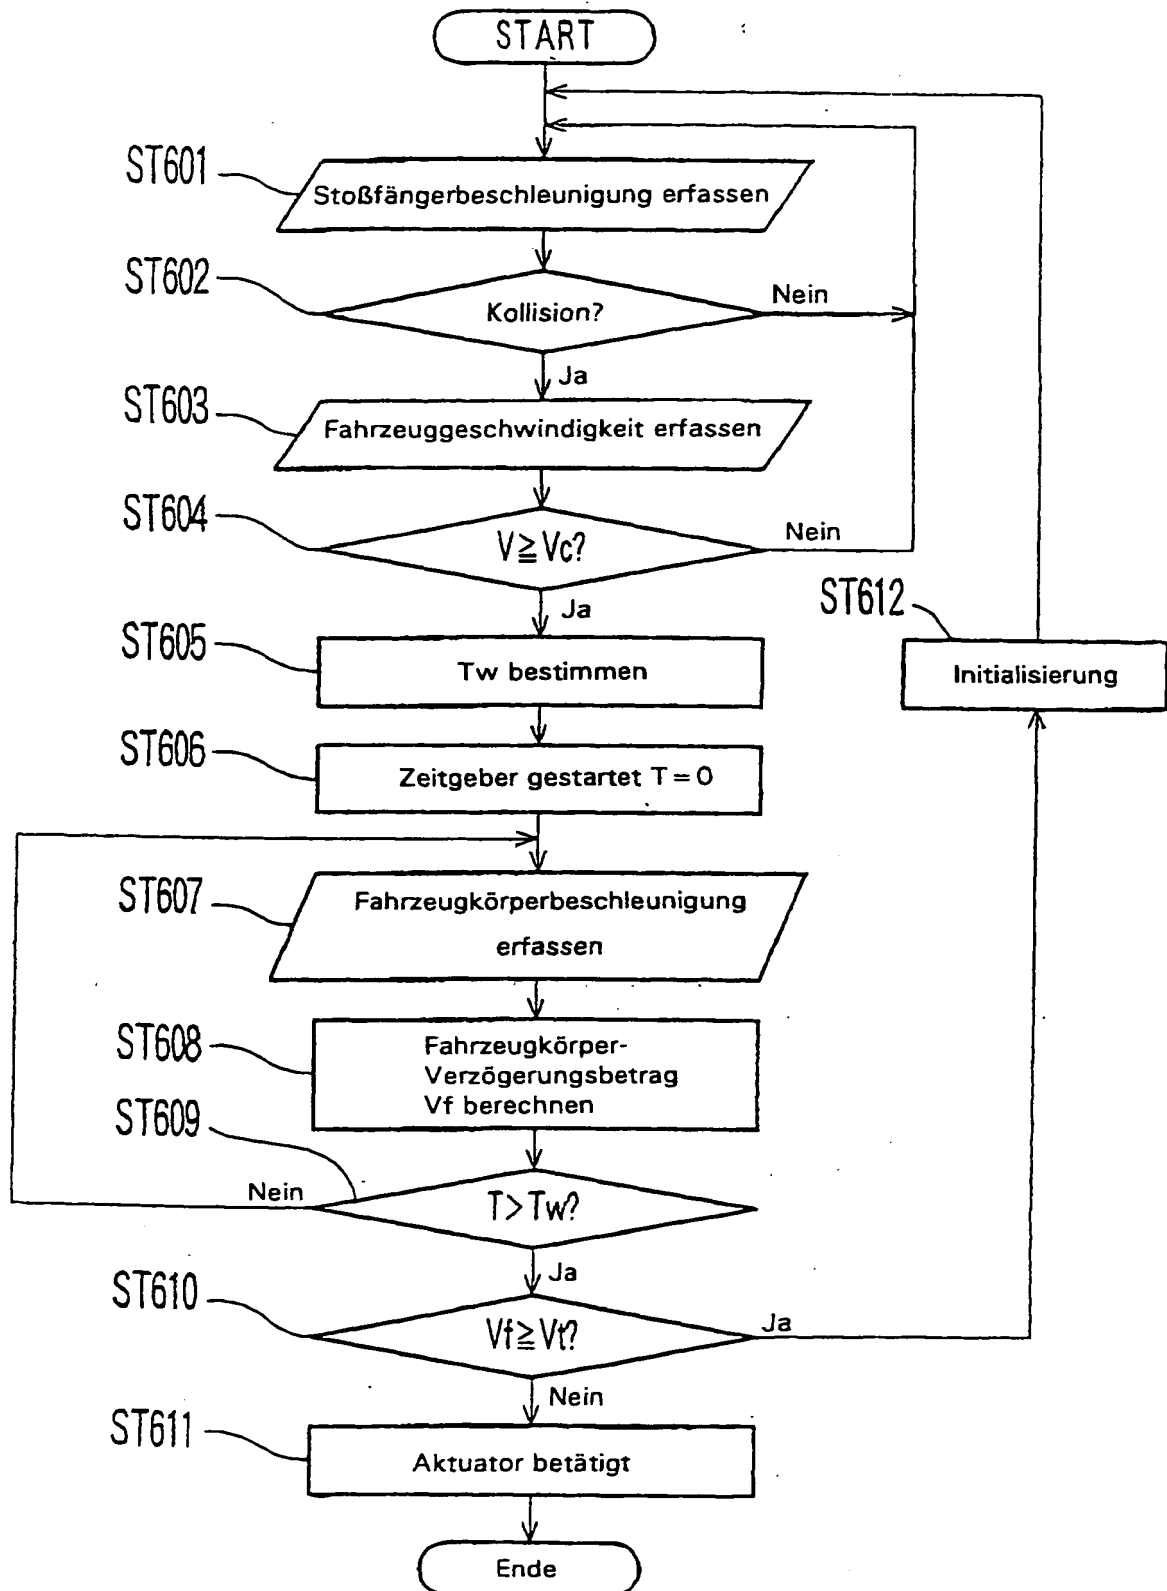 START
ST601
Stoßfängerbeschleunigung erfassen
ST602
Kollision?
Nein
Ja
ST603
Fahrzeuggeschwindigkeit erfassen
ST604
V≧Vc?
Nein
Ja
ST605
Tw bestimmen
ST612
Initialisierung
ST606
Zeitgeber gestartet T=0
ST607
Fahrzeugkörperbeschleunigung
erfassen
ST608
Fahrzeugkörper-
Verzögerungsbetrag
Vf berechnen
ST609
Nein
T>Tw?
Ja
ST610
Vf≧Vt?
Ja
Nein
ST611
Aktuator betätigt
Ende